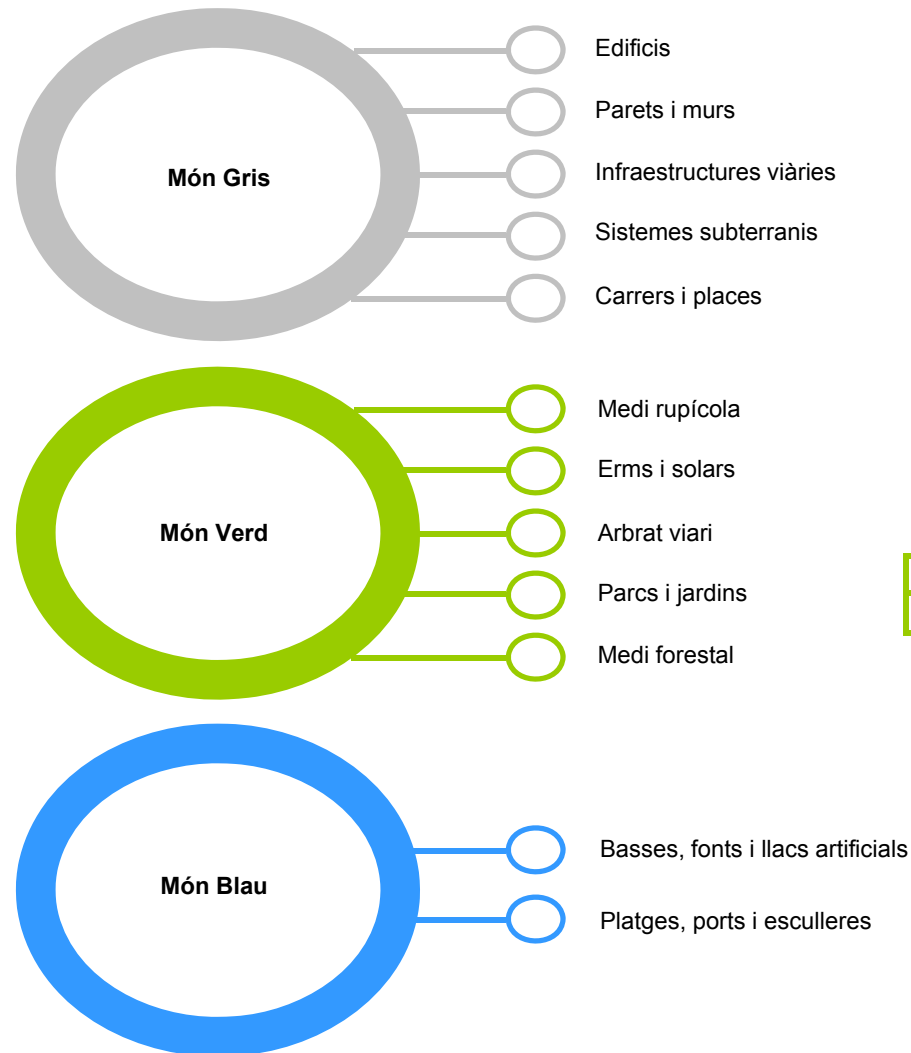 Món Gris
Edificis
Parets i murs
Infraestructures viàries
Sistemes subterranis
Carrers i places
Món Verd
Medi rupícola
Erms i solars
Arbrat viari
Parcs i jardins
Medi forestal
Món Blau
Basses, fonts i llacs artificials
Platges, ports i esculleres